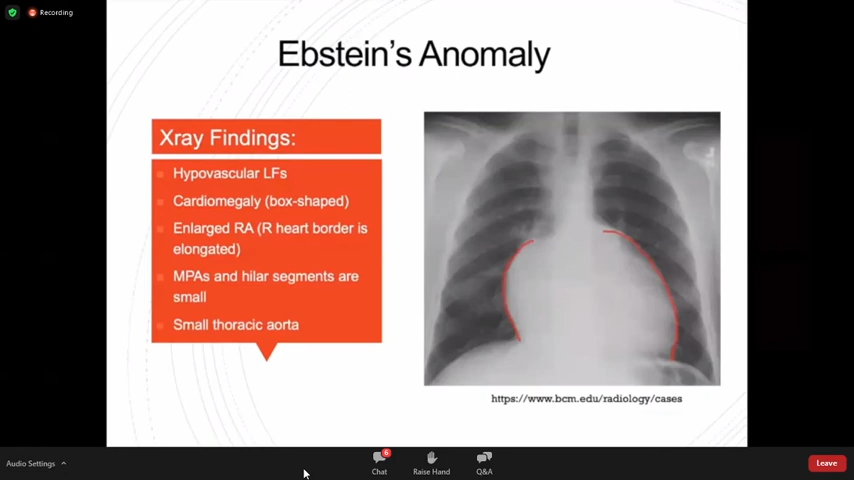 Recording
Ebstein's Anomaly
Xray Findings:
Hypovascular LFs
Cardiomegaly (box-shaped)
Enlarged RA (R heart border is
elongated)
MPAs and hilar segments are
small
Small thoracic aorta
https://www.bcm.edu/radiology/cases
Audio Settings
6
Chat
Raise Hand
Q&A
Leave